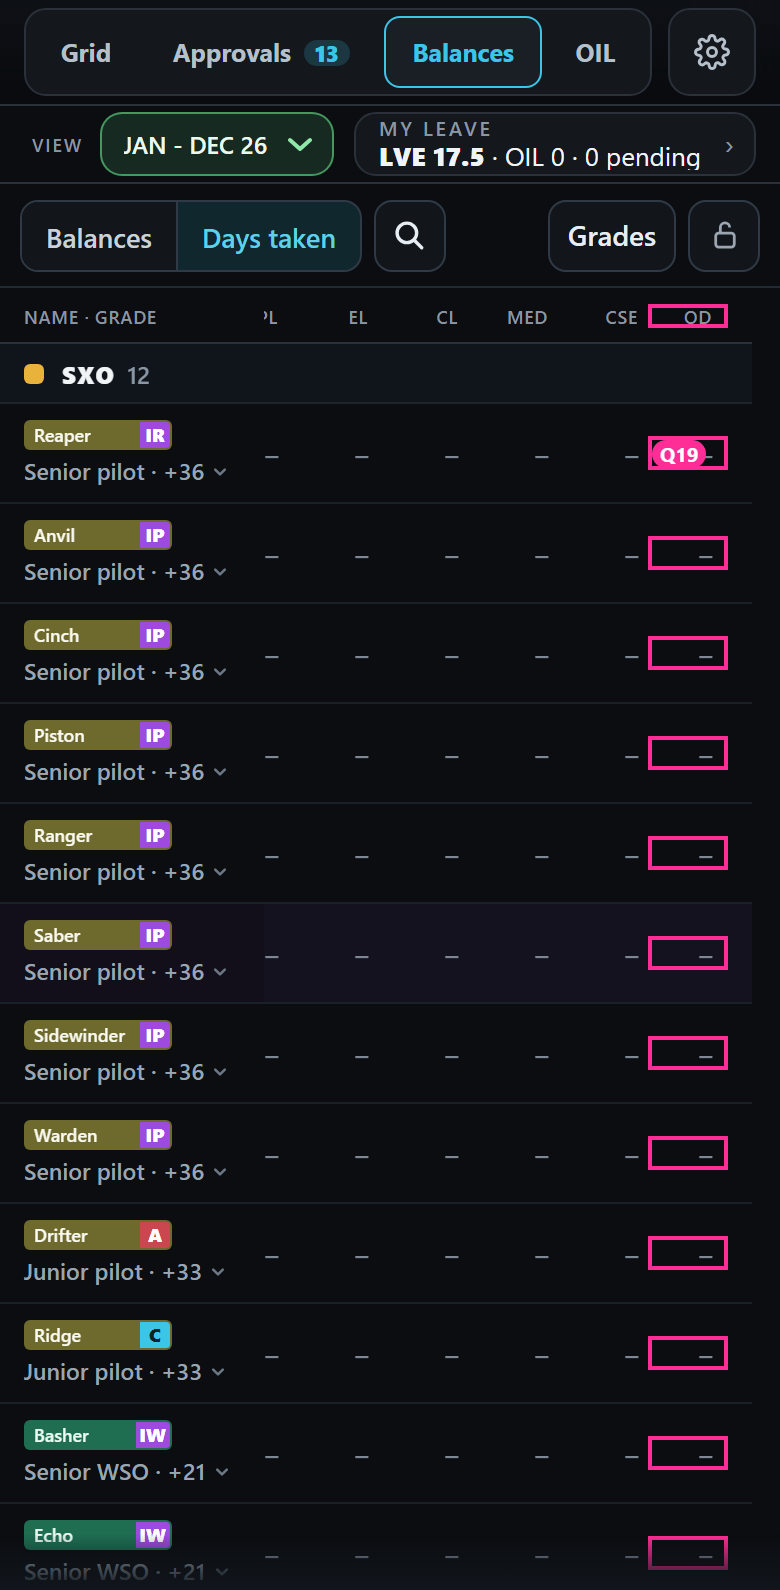 Grid Approvals 13 Balances OIL
VIEW JAN - DEC 26 MY LEAVE
LVE 17.5 · OIL 0 · 0 pending ›
Balances Days taken Grades
NAME · GRADE PL EL CL MED CSE OD
SXO 12
Reaper IR
Senior pilot · +36 – – – – – Q19 –
Anvil IP
Senior pilot · +36 – – – – – –
Cinch IP
Senior pilot · +36 – – – – – –
Piston IP
Senior pilot · +36 – – – – – –
Ranger IP
Senior pilot · +36 – – – – – –
Saber IP
Senior pilot · +36 – – – – – –
Sidewinder IP
Senior pilot · +36 – – – – – –
Warden IP
Senior pilot · +36 – – – – – –
Drifter A
Junior pilot · +33 – – – – – –
Ridge C
Junior pilot · +33 – – – – – –
Basher IW
Senior WSO · +21 – – – – – –
Echo IW
Senior WSO · +21 – – – – – –